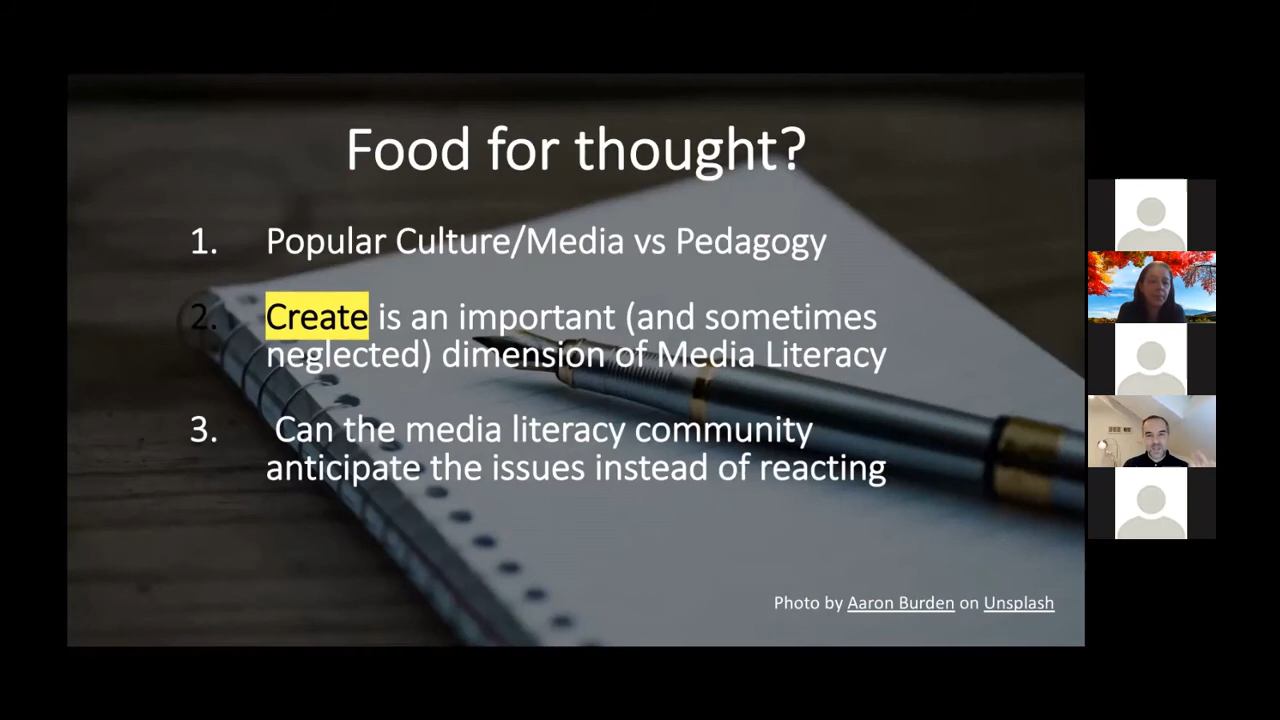 Food for thought?
1. Popular Culture/Media vs Pedagogy
2. Create is an important (and sometimes
neglected) dimension of Media Literacy
3. Can the media literacy community
anticipate the issues instead of reacting
Photo by Aaron Burden on Unsplash